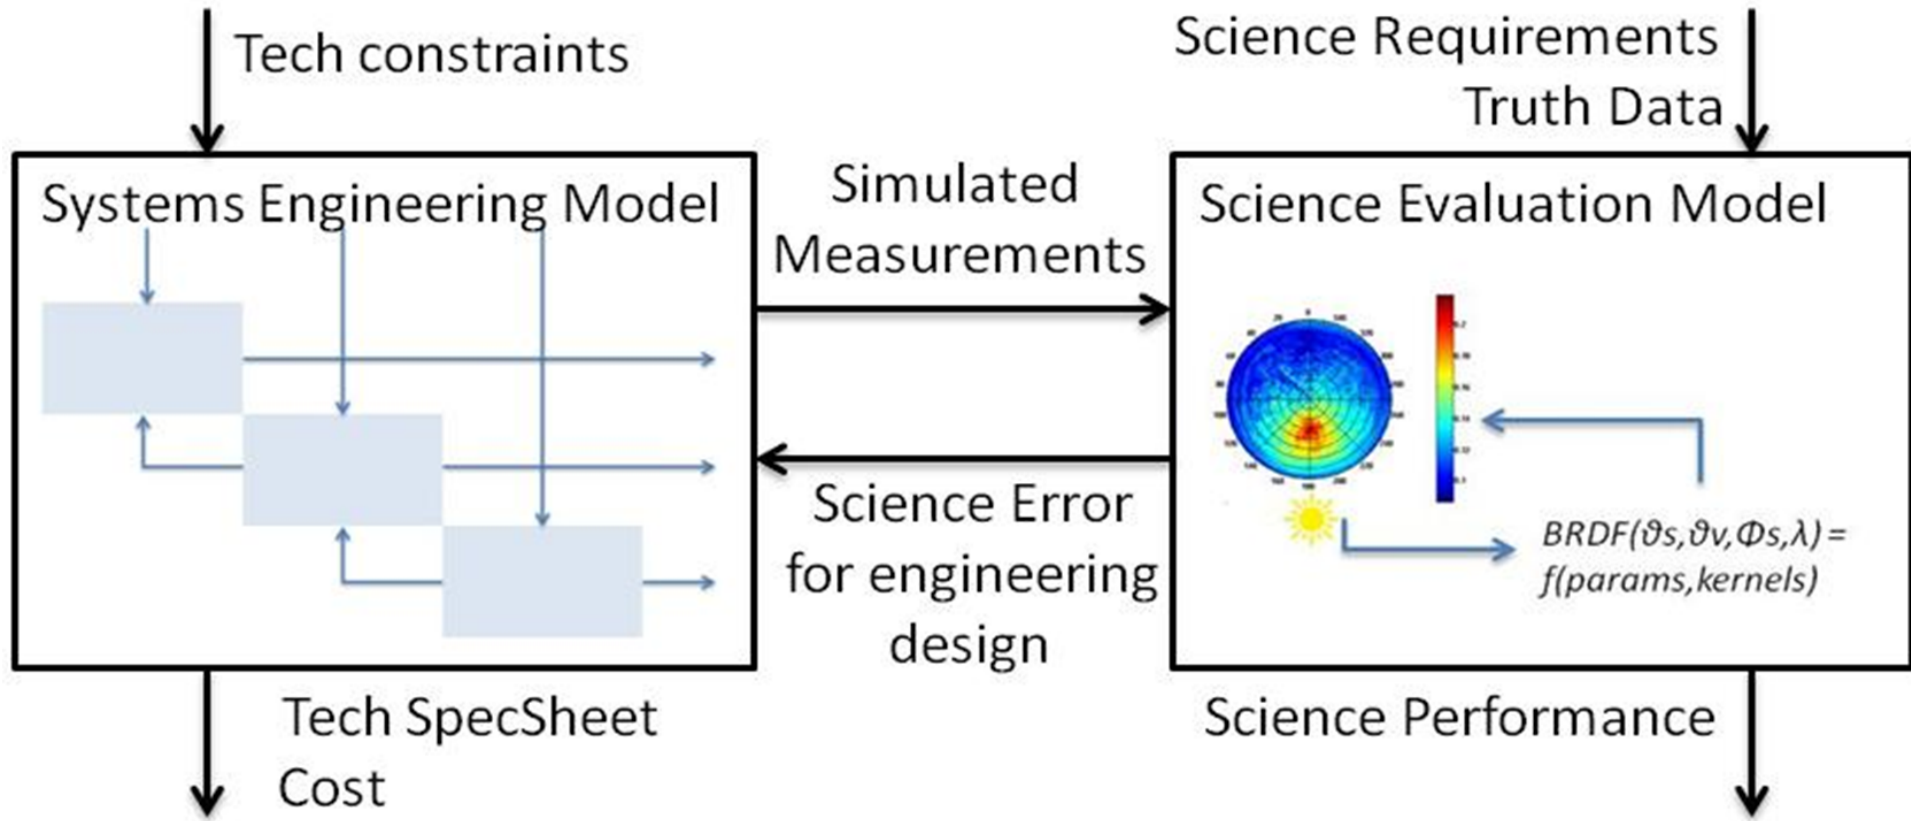 Tech constraints
Science Requirements
Truth Data
Systems Engineering Model
Simulated
Measurements
Science Evaluation Model
Science Error
for engineering
design
BRDF(ϑs,ϑv,Φs,λ) =
f(params,kernels)
Tech SpecSheet
Cost
Science Performance